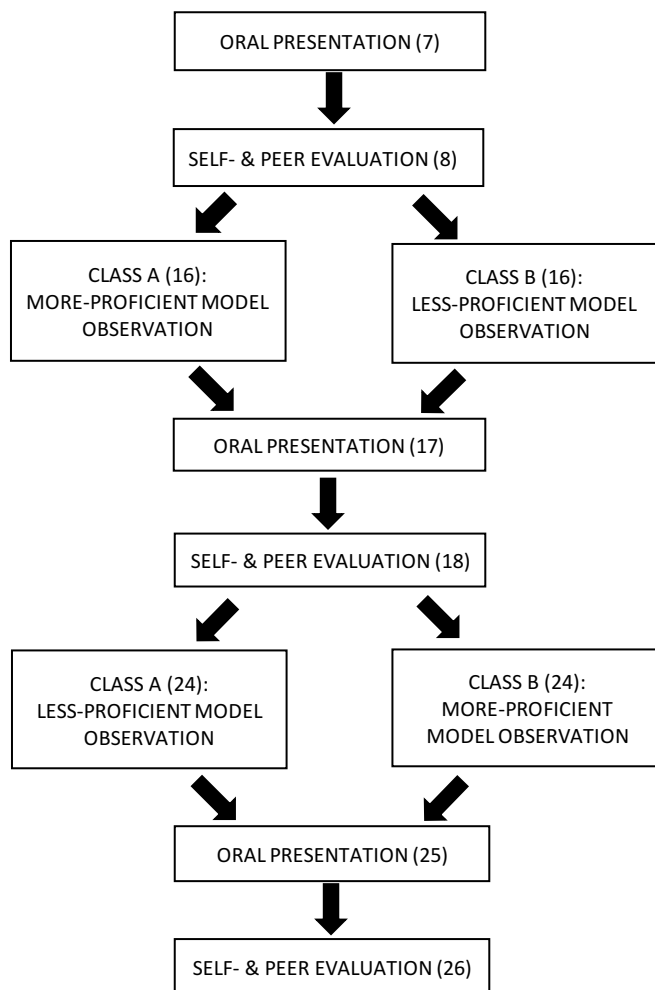 ORAL PRESENTATION (7)
SELF- & PEER EVALUATION (8)
CLASS A (16):
MORE-PROFICIENT MODEL
OBSERVATION
CLASS B (16):
LESS-PROFICIENT MODEL
OBSERVATION
ORAL PRESENTATION (17)
SELF- & PEER EVALUATION (18)
CLASS A (24):
LESS-PROFICIENT MODEL
OBSERVATION
CLASS B (24):
MORE-PROFICIENT
MODEL OBSERVATION
ORAL PRESENTATION (25)
SELF- & PEER EVALUATION (26)